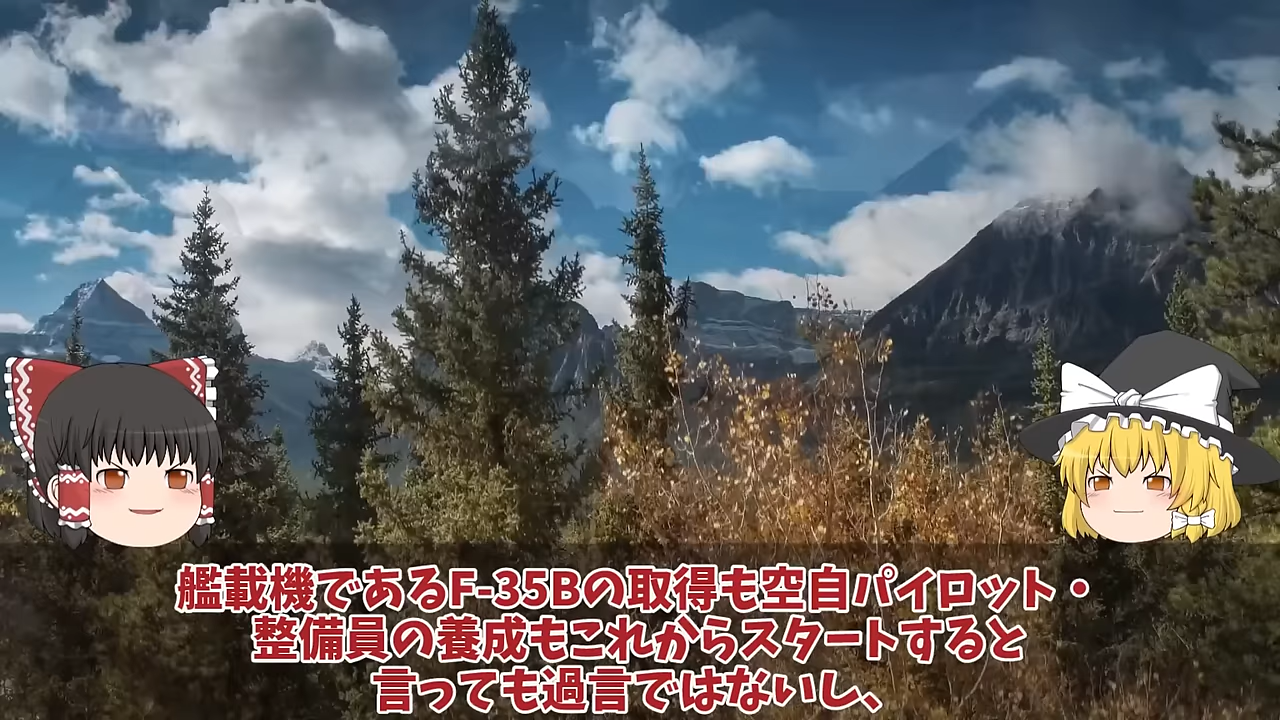 艦載機であるF-35Bの取得も空自パイロット・
整備員の養成もこれからスタートすると
言っても過言ではないし、